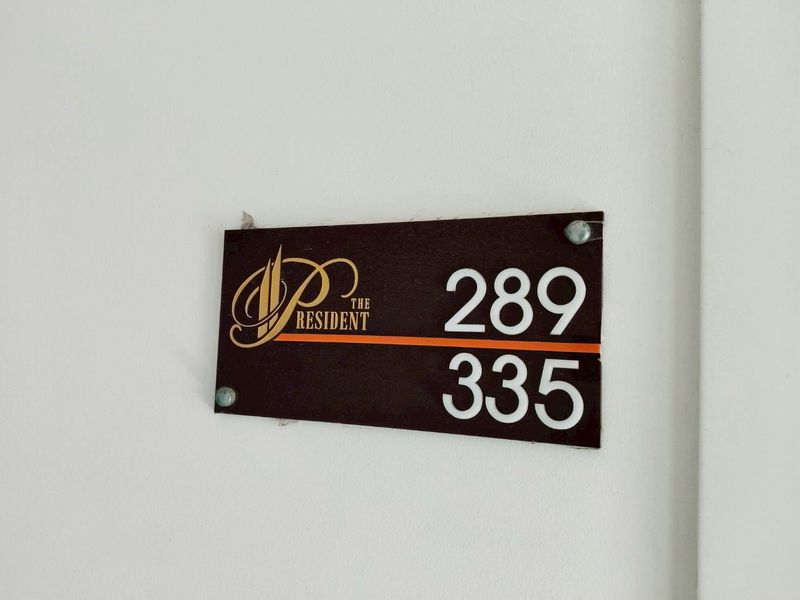 THE
PRESIDENT
289
335